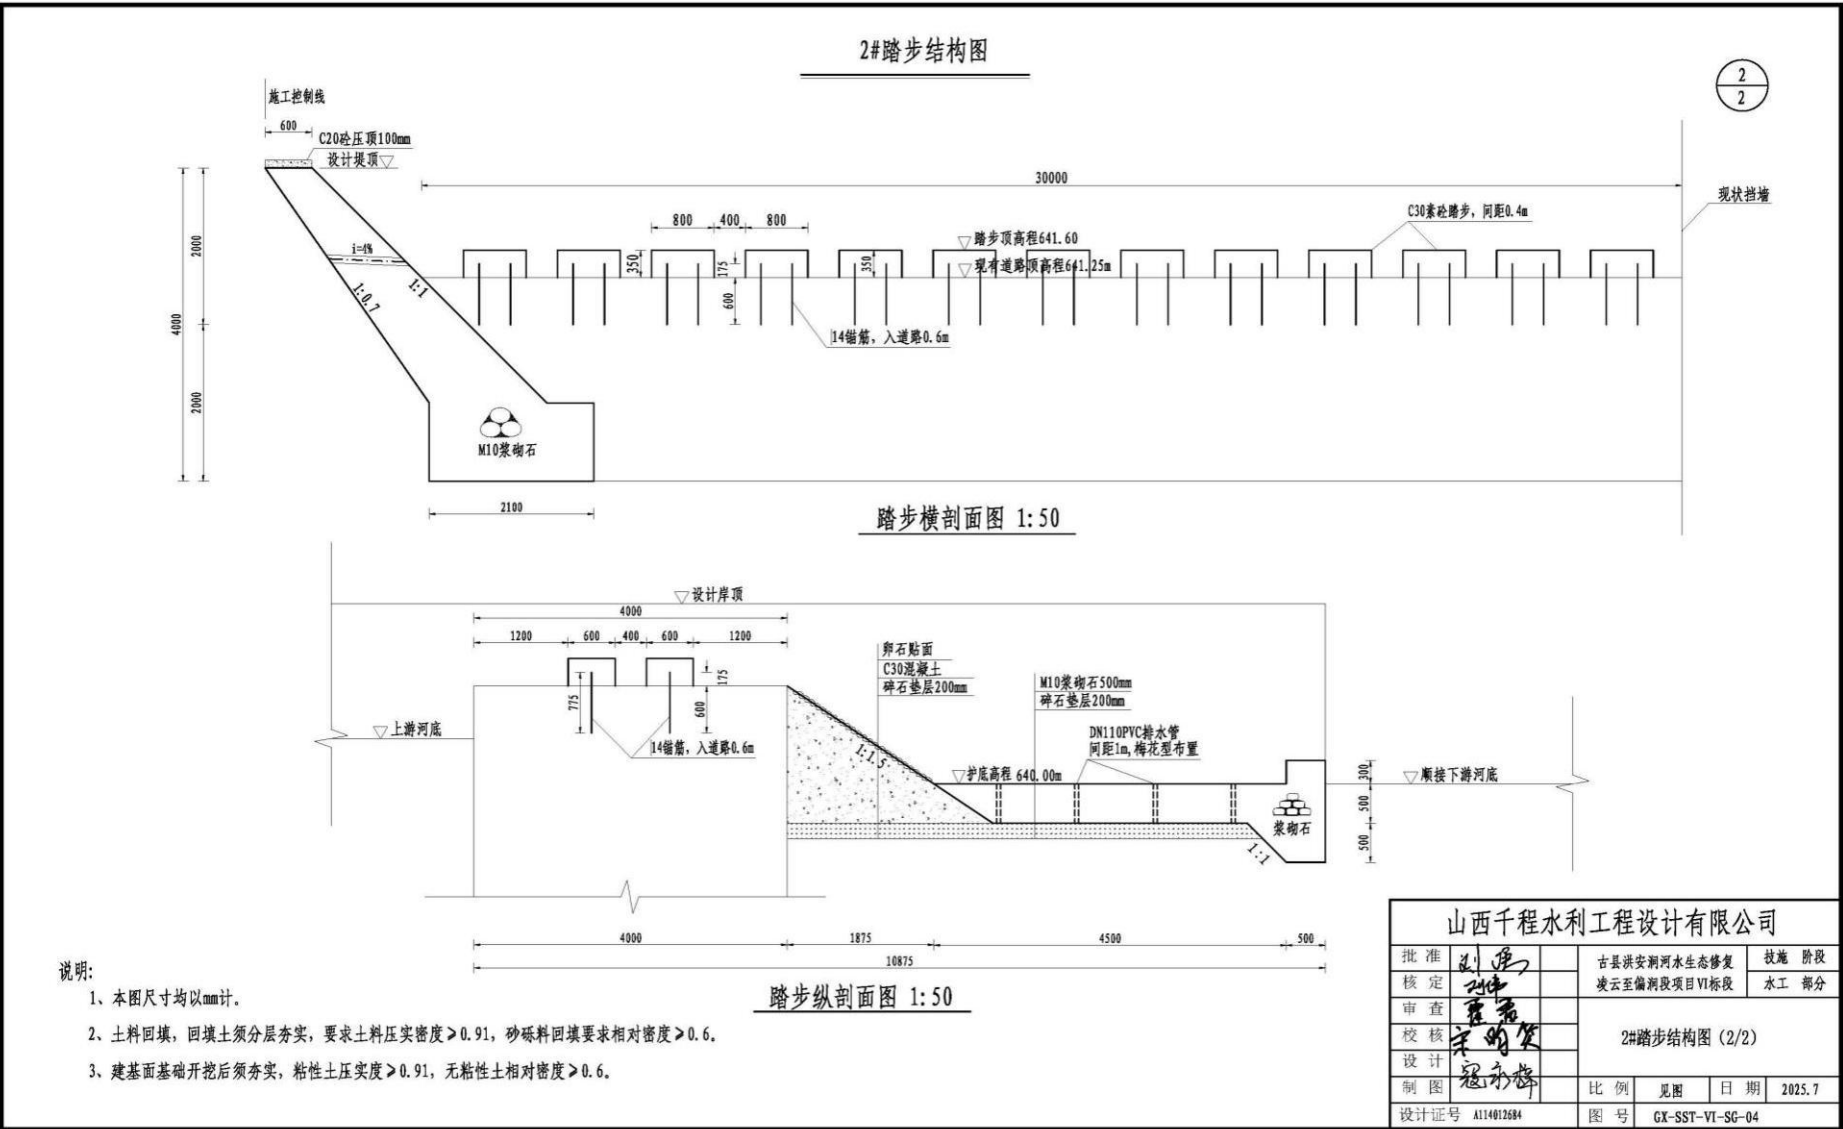 2#踏步结构图
2
2
施工控制线
600
C20砼压顶100mm
设计堤顶
30000
现状挡墙
800 400 800
C30素砼踏步，间距0.4m
踏步顶高程641.60
现有道路顶高程641.25m
2000
i=4%
350
175
350
600
1:0.7
1:1
14锚筋，入道路0.6m
4000
2000
M10浆砌石
2100
踏步横剖面图 1:50
设计岸顶
4000
1200 600 400 600 1200
卵石贴面
C30混凝土
碎石垫层200mm
M10浆砌石500mm
碎石垫层200mm
775
175
600
上游河底
14锚筋，入道路0.6m
DN110PVC排水管
间距1m,梅花型布置
1:1.5
护底高程 640.00m
300
顺接下游河底
500
浆砌石
500
1:1
4000 1875 4500 500
10875
踏步纵剖面图 1:50
说明：
1、本图尺寸均以mm计。
2、土料回填，回填土须分层夯实，要求土料压实密度≥0.91，砂砾料回填要求相对密度≥0.6。
3、建基面基础开挖后须夯实，粘性土压实度≥0.91，无粘性土相对密度≥0.6。
山西千程水利工程设计有限公司
批 准
核 定
审 查
校 核
设 计
制 图
古县洪安涧河水生态修复
凌云至偏涧段项目VI标段
技施 阶段
水工 部分
2#踏步结构图（2/2）
比 例 见图 日 期 2025.7
设计证号 A114012684 图 号 GX-SST-VI-SG-04